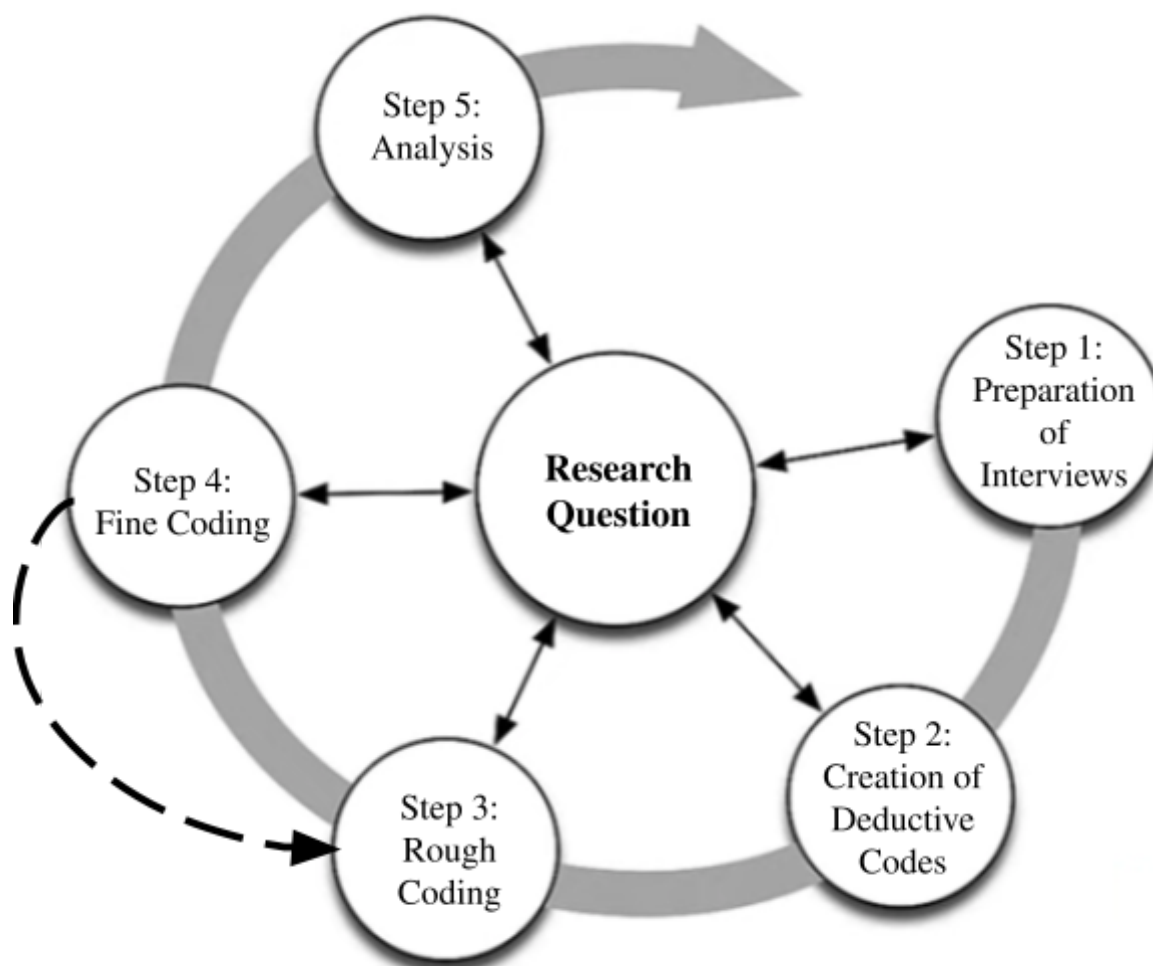 Step 5:
Analysis
Step 1:
Preparation
of
Interviews
Research
Question
Step 4:
Fine Coding
Step 2:
Creation of
Deductive
Codes
Step 3:
Rough
Coding